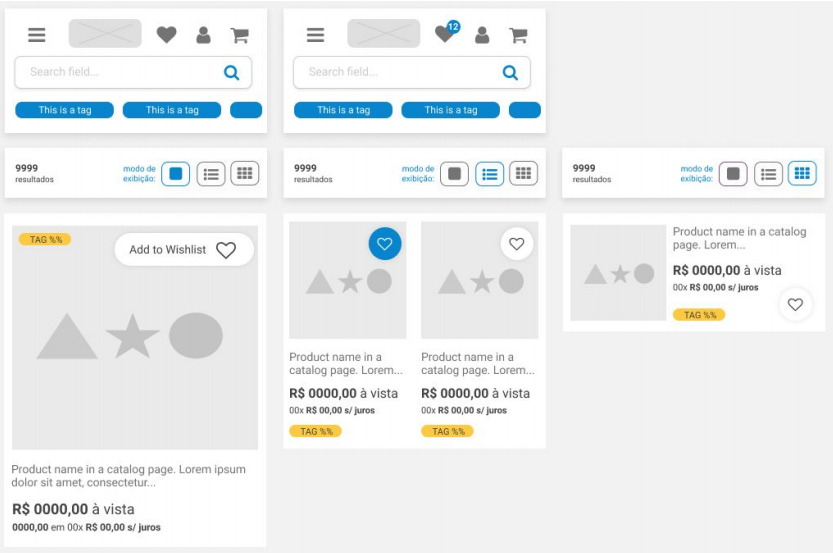 Search field...
This is a tag
This is a tag
9999
resultados
modo de
exibição:
TAG %%
Add to Wishlist
Product name in a catalog page. Lorem ipsum
dolor sit amet, consectetur...
R$ 0000,00 à vista
0000,00 em 00x R$ 00,00 s/ juros
12
Search field...
This is a tag
This is a tag
9999
resultados
modo de
exibição:
Product name in a
catalog page. Lorem...
R$ 0000,00 à vista
00x R$ 00,00 s/ juros
TAG %%
Product name in a
catalog page. Lorem...
R$ 0000,00 à vista
00x R$ 00,00 s/ juros
TAG %%
9999
resultados
modo de
exibição:
Product name in a catalog
page. Lorem...
R$ 0000,00 à vista
00x R$ 00,00 s/ juros
TAG %%